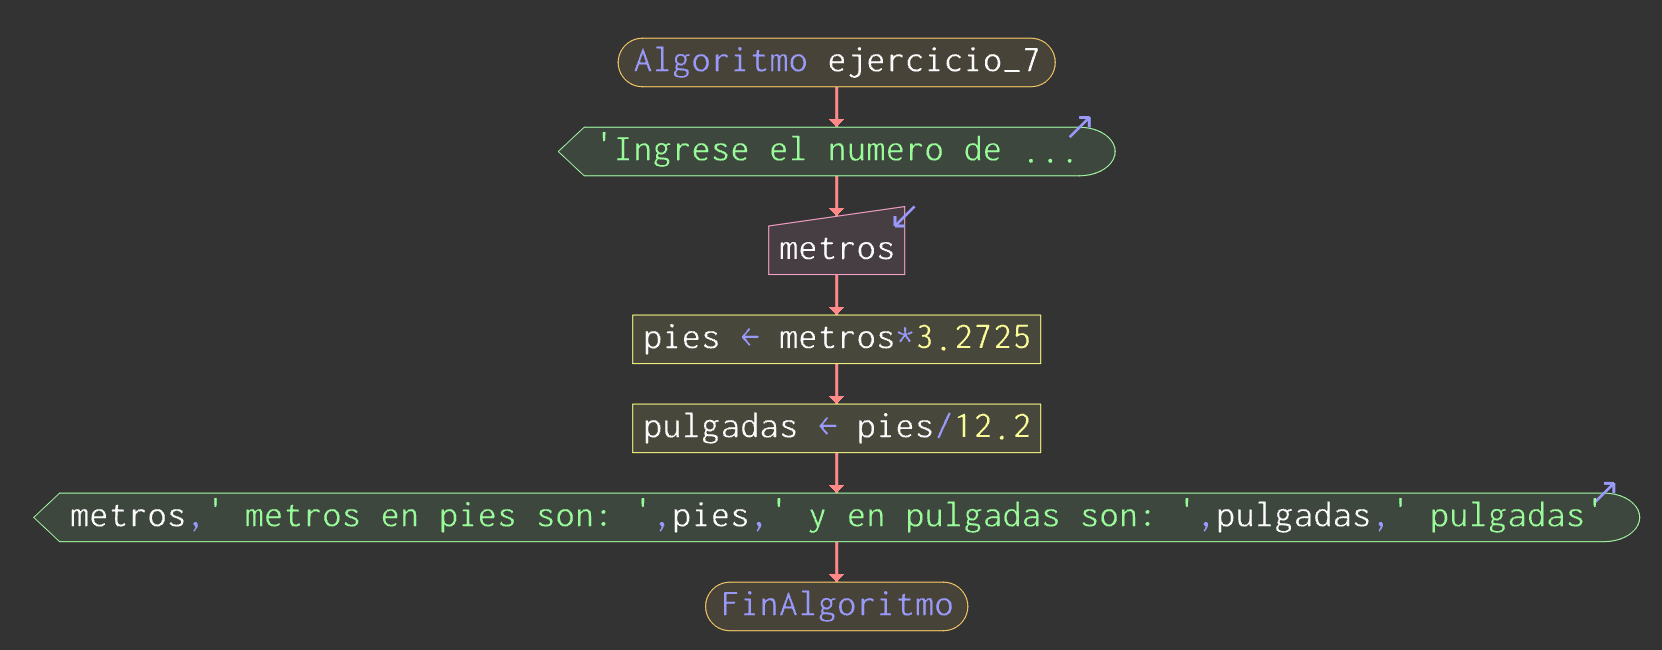 Algoritmo ejercicio_7
'Ingrese el numero de ...
metros
pies ← metros*3.2725
pulgadas ← pies/12.2
metros,' metros en pies son: ',pies,' y en pulgadas son: ',pulgadas,' pulgadas'
FinAlgoritmo